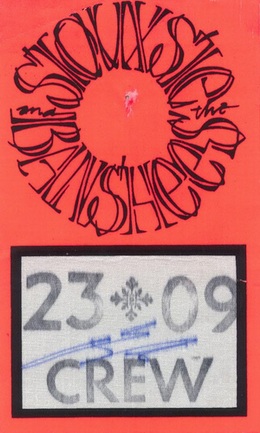 SIOUXSIE
and the
BANSHEES
23 09
CREW